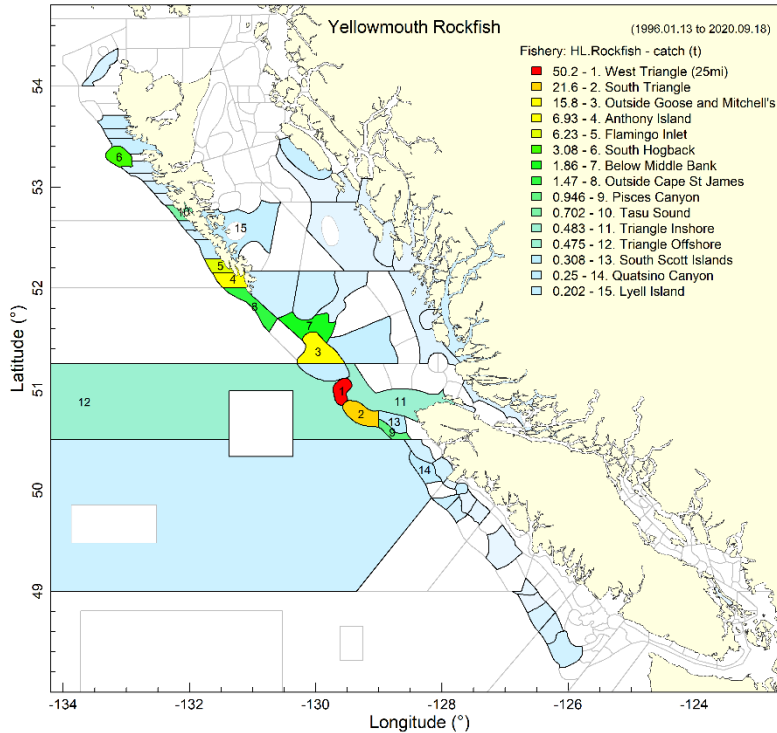 Yellowmouth Rockfish
(1996.01.13 to 2020.09.18)
Fishery: HL.Rockfish - catch (t)
50.2 - 1. West Triangle (25mi)
21.6 - 2. South Triangle
15.8 - 3. Outside Goose and Mitchell's
6.93 - 4. Anthony Island
6.23 - 5. Flamingo Inlet
3.08 - 6. South Hogback
1.86 - 7. Below Middle Bank
1.47 - 8. Outside Cape St James
0.946 - 9. Pisces Canyon
0.702 - 10. Tasu Sound
0.483 - 11. Triangle Inshore
0.475 - 12. Triangle Offshore
0.308 - 13. South Scott Islands
0.25 - 14. Quatsino Canyon
0.202 - 15. Lyell Island
54
53
52
51
50
49
Latitude (°)
6
10
15
5
4
8
7
3
1
12
11
2
13
9
14
-134
-132
-130
-128
-126
-124
Longitude (°)